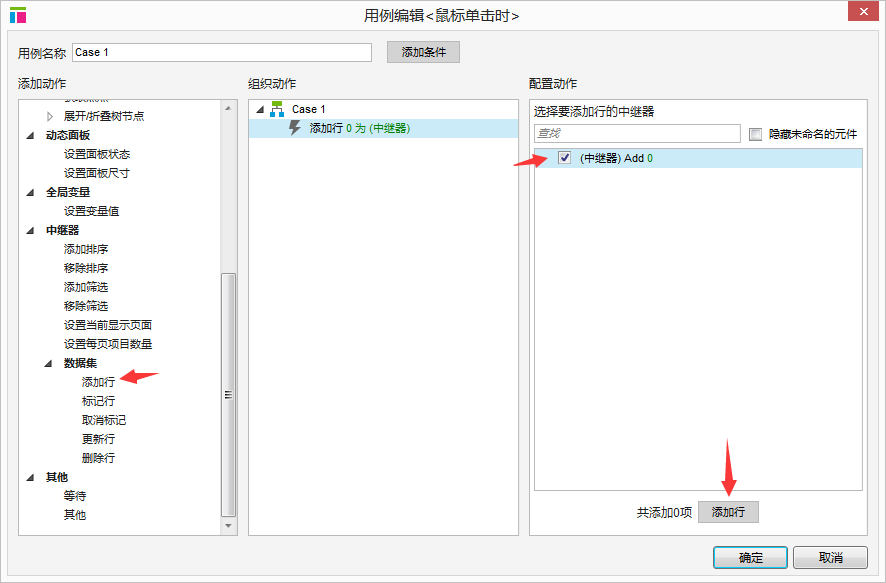 用例编辑<鼠标单击时>
用例名称 Case 1 添加条件
添加动作
展开/折叠树节点
动态面板
设置面板状态
设置面板尺寸
全局变量
设置变量值
中继器
添加排序
移除排序
添加筛选
移除筛选
设置当前显示页面
设置每页项目数量
数据集
添加行
标记行
取消标记
更新行
删除行
其他
等待
其他
组织动作
Case 1
添加行 0 为 (中继器)
配置动作
选择要添加行的中继器
查找 隐藏未命名的元件
(中继器) Add 0
共添加0项 添加行
确定 取消